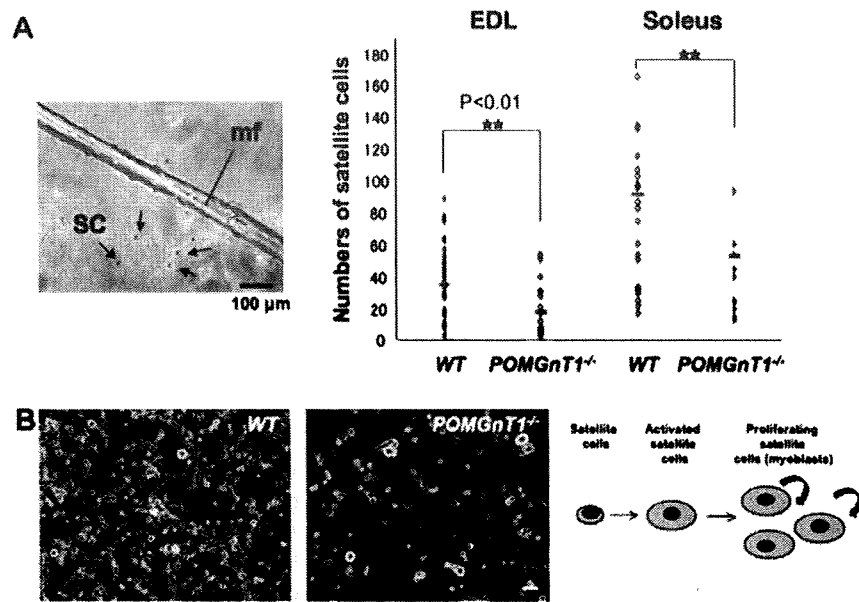 A
EDL Soleus
Numbers of satellite cells
180
160
140
120
100
80
60
40
20
0
P<0.01
**
**
mf
SC
100 µm
WT POMGnT1-/- WT POMGnT1-/-
B
WT
POMGnT1-/-
Satellite cells
Activated satellite cells
Proliferating satellite cells (myoblasts)